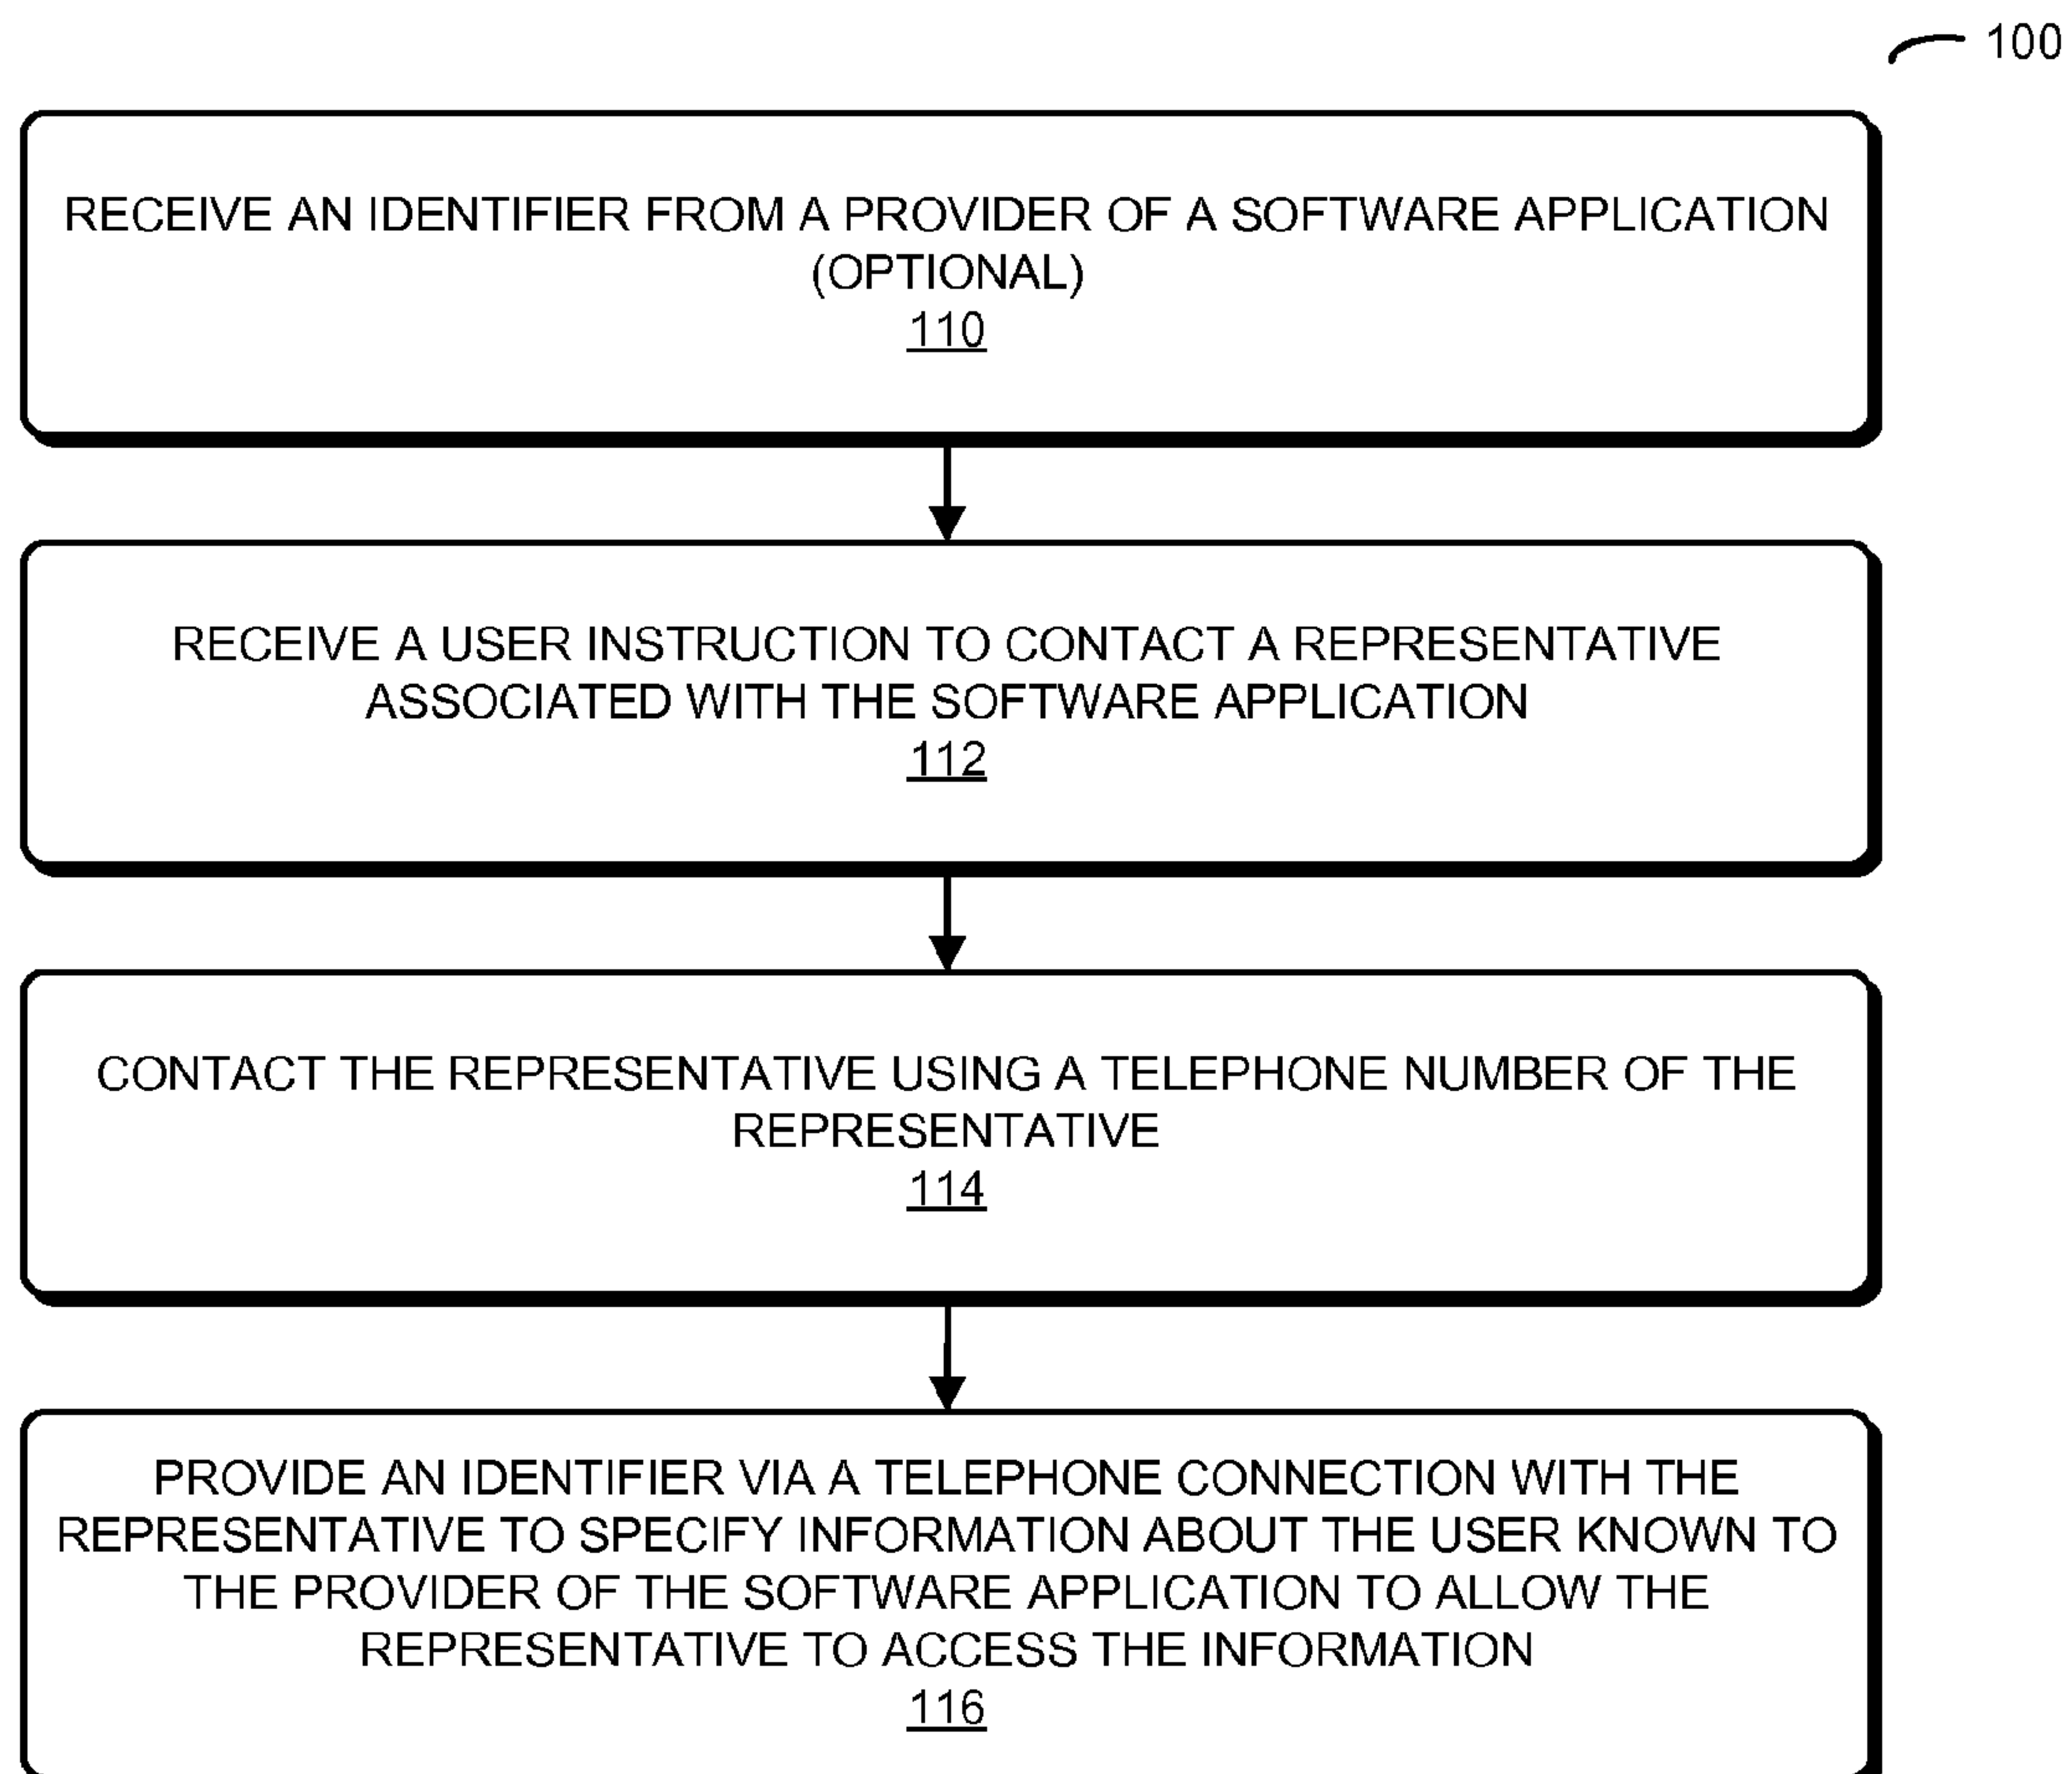 100
RECEIVE AN IDENTIFIER FROM A PROVIDER OF A SOFTWARE APPLICATION
(OPTIONAL)
110
RECEIVE A USER INSTRUCTION TO CONTACT A REPRESENTATIVE
ASSOCIATED WITH THE SOFTWARE APPLICATION
112
CONTACT THE REPRESENTATIVE USING A TELEPHONE NUMBER OF THE
REPRESENTATIVE
114
PROVIDE AN IDENTIFIER VIA A TELEPHONE CONNECTION WITH THE
REPRESENTATIVE TO SPECIFY INFORMATION ABOUT THE USER KNOWN TO
THE PROVIDER OF THE SOFTWARE APPLICATION TO ALLOW THE
REPRESENTATIVE TO ACCESS THE INFORMATION
116